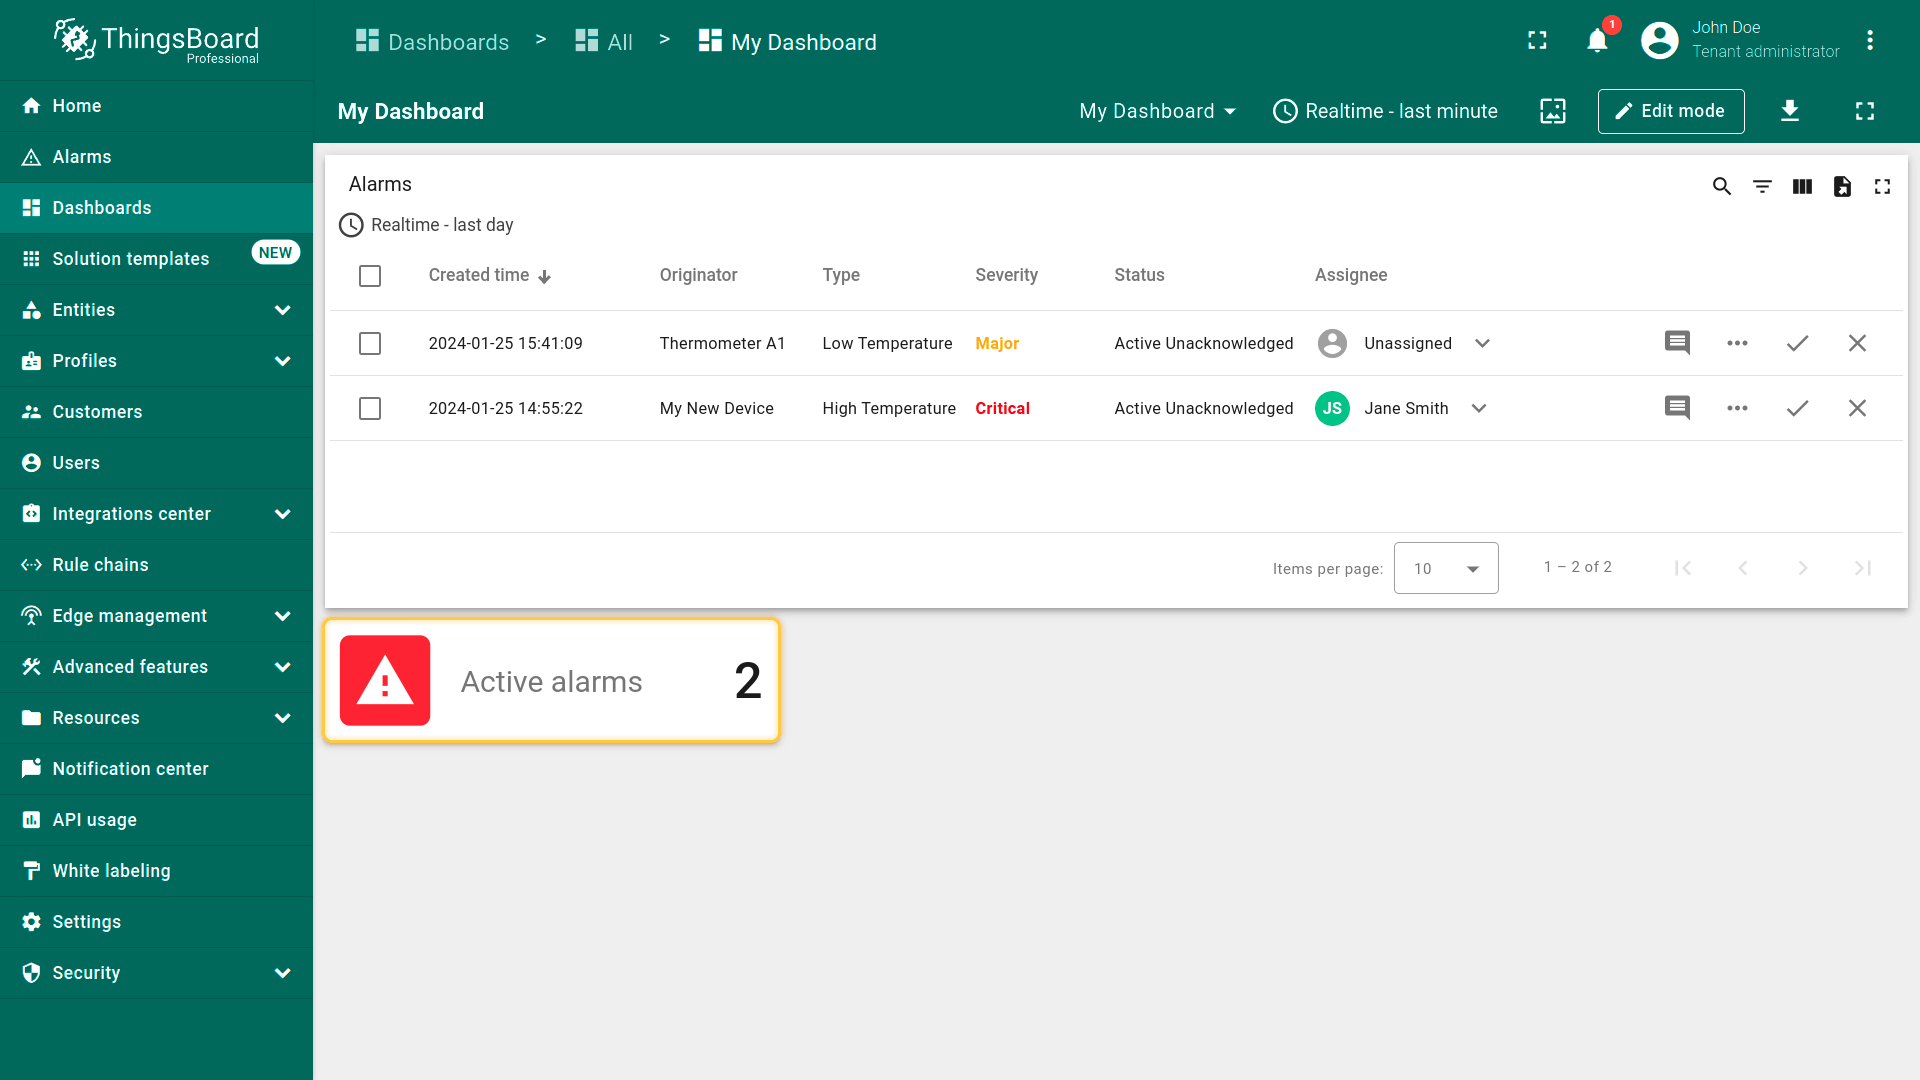 ThingsBoard
Professional
Dashboards > All > My Dashboard
1
John Doe
Tenant administrator
My Dashboard
My Dashboard
Realtime - last minute
Edit mode
Home
Alarms
Dashboards
Solution templates
NEW
Entities
Profiles
Customers
Users
Integrations center
Rule chains
Edge management
Advanced features
Resources
Notification center
API usage
White labeling
Settings
Security
Alarms
Realtime - last day
Created time Originator Type Severity Status Assignee
2024-01-25 15:41:09 Thermometer A1 Low Temperature Major Active Unacknowledged Unassigned
2024-01-25 14:55:22 My New Device High Temperature Critical Active Unacknowledged JS Jane Smith
Items per page: 10 1 – 2 of 2
Active alarms 2